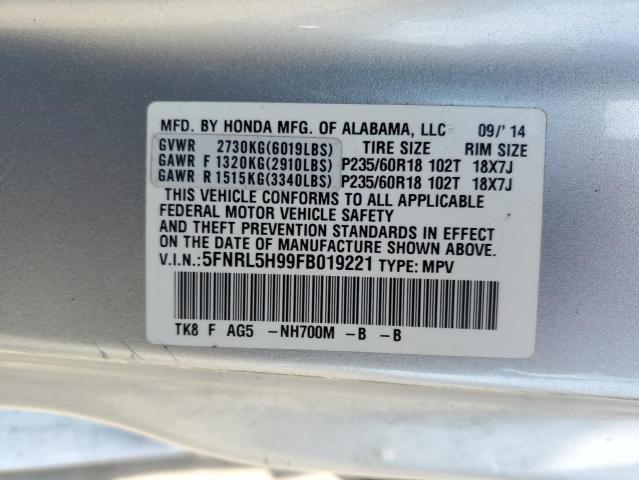 MFD. BY HONDA MFG. OF ALABAMA, LLC 09/'14
GVWR 2730KG(6019LBS) TIRE SIZE RIM SIZE
GAWR F 1320KG(2910LBS) P235/60R18 102T 18X7J
GAWR R 1515KG(3340LBS) P235/60R18 102T 18X7J
THIS VEHICLE CONFORMS TO ALL APPLICABLE
FEDERAL MOTOR VEHICLE SAFETY
AND THEFT PREVENTION STANDARDS IN EFFECT
ON THE DATE OF MANUFACTURE SHOWN ABOVE.
V.I.N.:5FNRL5H99FB019221 TYPE: MPV
TK8 F AG5 -NH700M -B -B